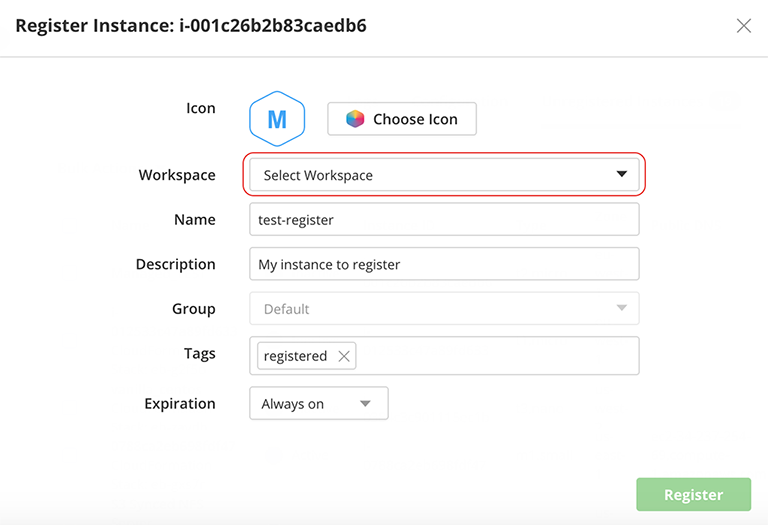 Register Instance: i-001c26b2b83caedb6
Icon
M
Choose Icon
Workspace
Select Workspace
Name
test-register
Description
My instance to register
Group
Default
Tags
registered
Expiration
Always on
Register